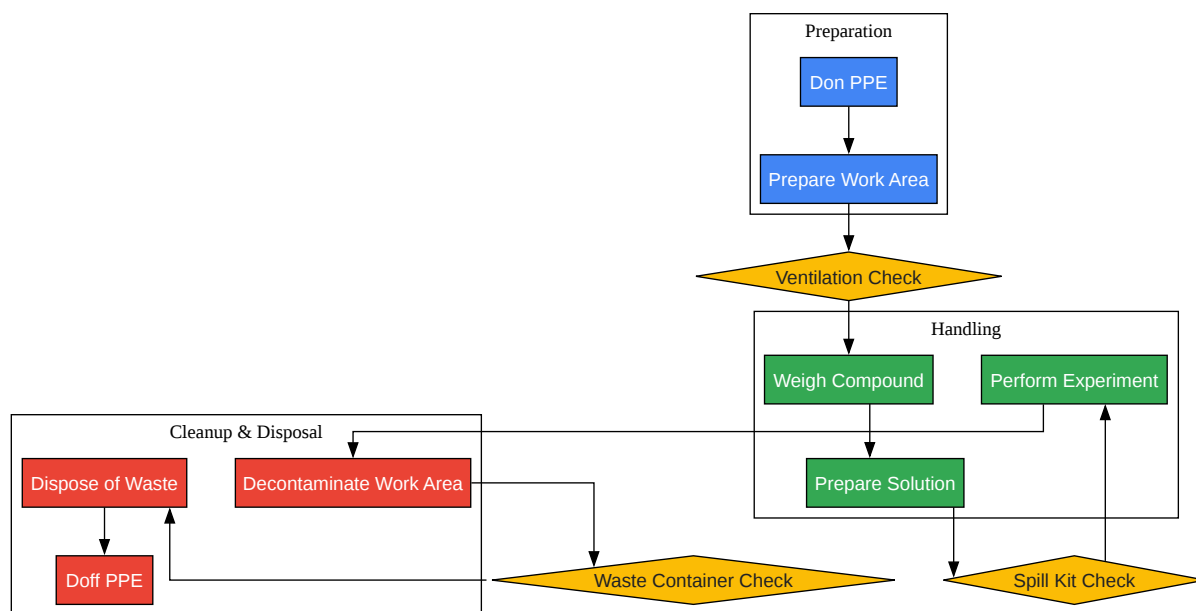 Preparation
Don PPE
Prepare Work Area
Ventilation Check
Handling
Weigh Compound
Perform Experiment
Prepare Solution
Spill Kit Check
Cleanup & Disposal
Decontaminate Work Area
Waste Container Check
Dispose of Waste
Doff PPE